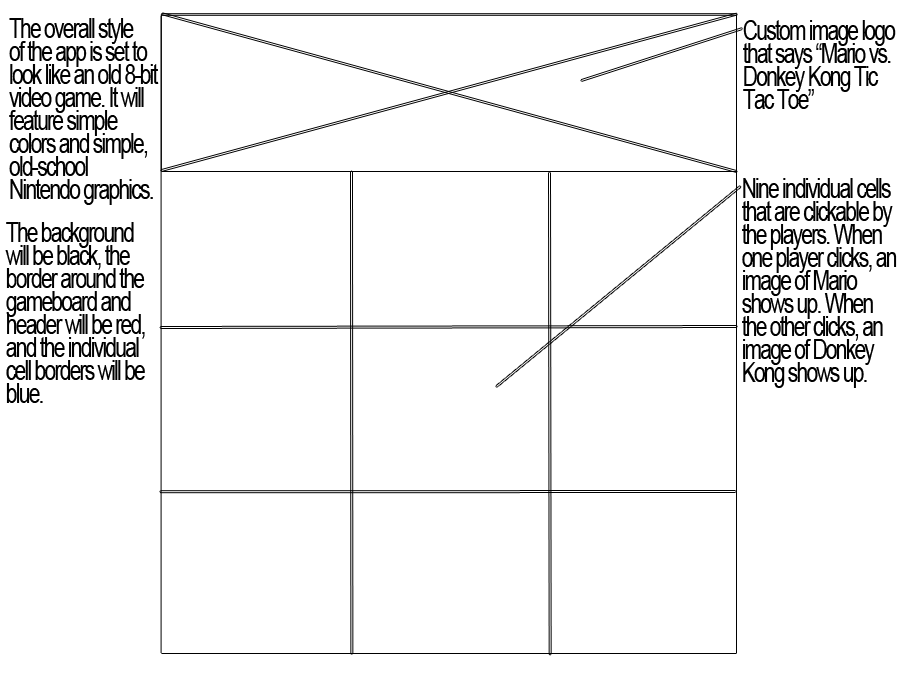 The overall style
of the app is set to
look like an old 8-bit
video game. It will
feature simple
colors and simple,
old-school
Nintendo graphics.
The background
will be black, the
border around the
gameboard and
header will be red,
and the individual
cell borders will be
blue.
Custom image logo
that says “Mario vs.
Donkey Kong Tic
Tac Toe”
Nine individual cells
that are clickable by
the players. When
one player clicks, an
image of Mario
shows up. When
the other clicks, an
image of Donkey
Kong shows up.